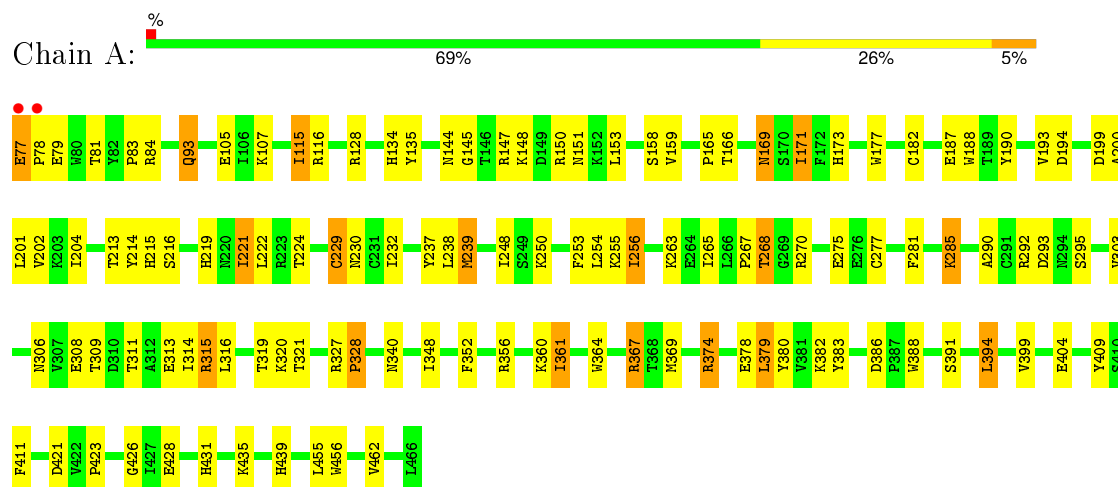 %
Chain A:
69% 26% 5%
E77 P78 E79 W80 T81 Y82 P83 R84 Q93 E105 I106 K107 I115 R116 R128 H134 Y135 N144 G145 T146 R147 K148 D149 R150 N151 K152 L153 S158 V159 P165 T166 N169 S170 I171 F172 H173 W177 C182 E187 W188 T189 Y190 V193 D194 D199 A200
L201 V202 K203 I204 T213 Y214 H215 S216 H219 N220 I221 L222 R223 T224 C229 N230 C231 I232 Y237 L238 M239 I248 S249 K250 F253 L254 K255 I256 K263 E264 I265 L266 P267 T268 G269 R270 E275 E276 C277 F281 K285 A290 C291 R292 D293 N294 S295 V303
N306 V307 E308 T309 D310 T311 A312 E313 I314 R315 L316 T319 K320 T321 R327 P328 N340 I348 F352 R356 K360 I361 W364 R367 T368 M369 R374 E378 L379 Y380 V381 K382 Y383 D386 P387 W388 S391 L394 V399 E404 Y409 S410
F411 D421 V422 P423 G426 I427 E428 H431 K435 H439 L455 W456 V462 L466